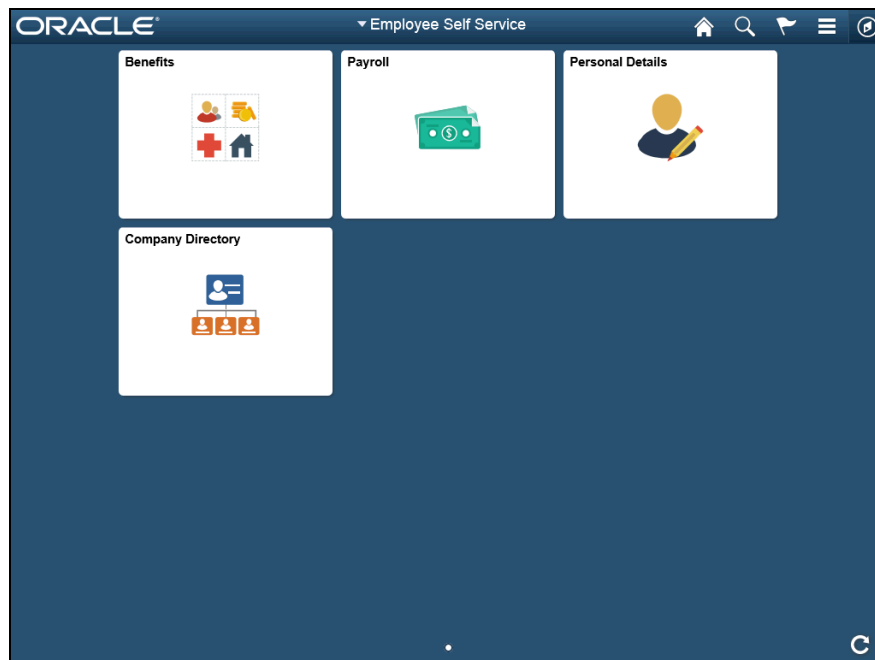 ORACLE®
Employee Self Service
Benefits
Payroll
Personal Details
Company Directory